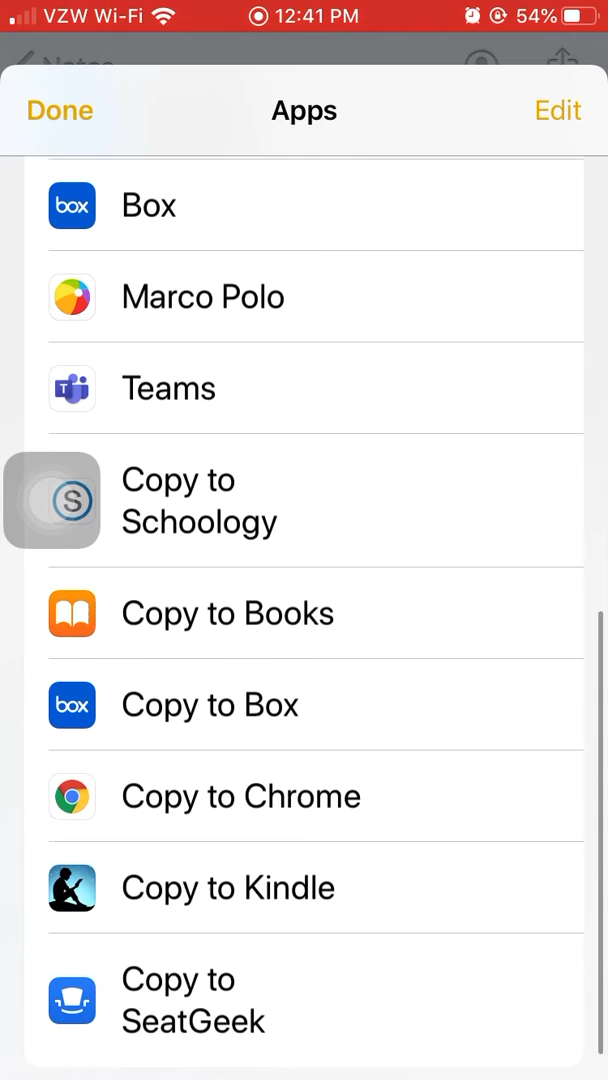 VZW Wi-Fi 12:41 PM 54%
Notes
Done Apps Edit
box Box
Marco Polo
T Teams
Copy to
S
Schoology
Copy to Books
box Copy to Box
Copy to Chrome
Copy to Kindle
Copy to
SeatGeek